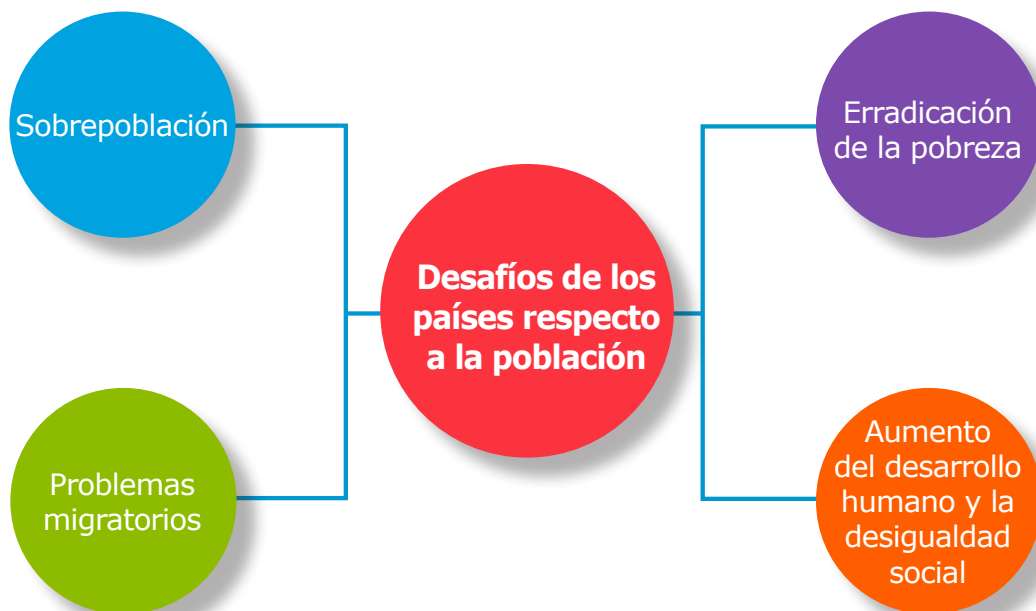 Sobrepoblación
Erradicación
de la pobreza
Desafíos de los
países respecto
a la población
Problemas
migratorios
Aumento
del desarrollo
humano y la
desigualdad
social